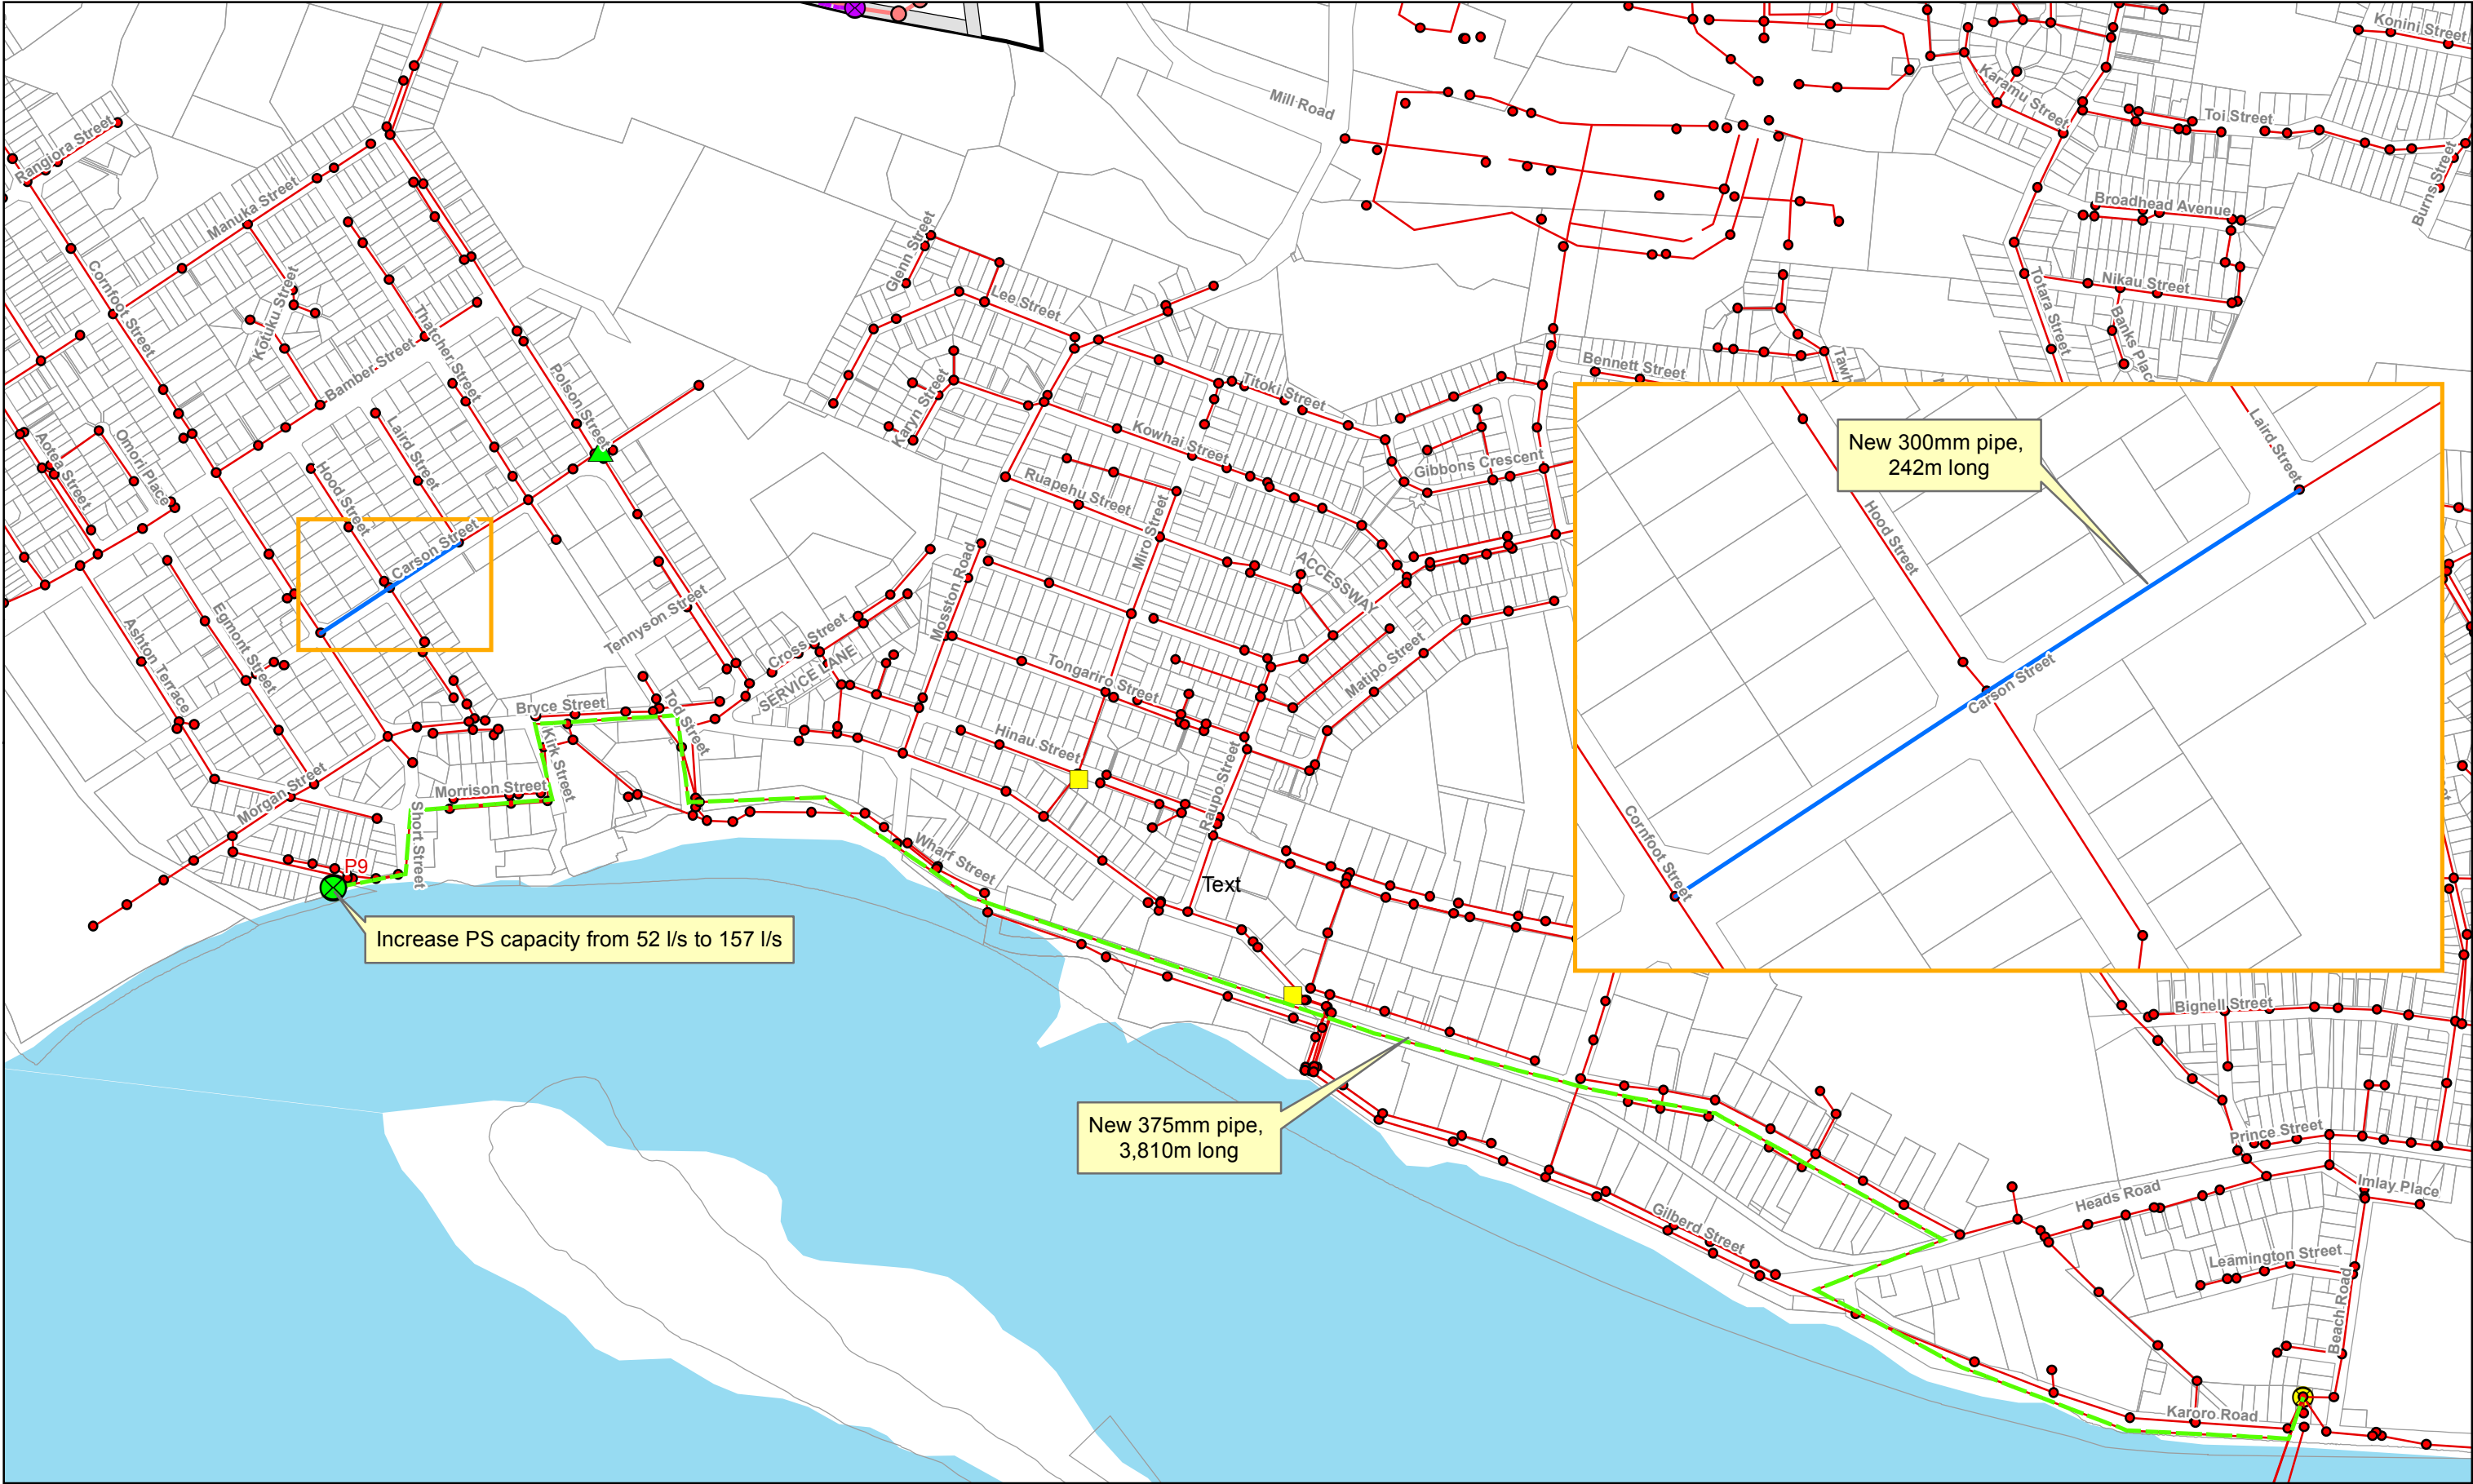 Konini Street
Mill Road
Karamu Street
Toi Street
Rangiora Street
Burns Street
Manuka Street
Broadhead Avenue
Glenn Street
Nikau Street
Cornfoot Street
Kotuku Street
Lee Street
Totara Street
Banks Place
Thatcher Street
Bamber Street
Polson Street
Karyn Street
Titoki Street
Bennett Street
Kowhai Street
Gibbons Crescent
Aotea Street
Omori Place
Laird Street
Hood Street
Ruapehu Street
Miro Street
Carson Street
ACCESSWAY
Mosston Road
Ashton Terrace
Egmont Street
Tennyson Street
Cross Street
SERVICE LANE
Tongariro Street
Matipo Street
Bryce Street
Tod Street
Kirk Street
Hinau Street
Raupo Street
Morgan Street
Morrison Street
Short Street
P9
Wharf Street
Text
Increase PS capacity from 52 l/s to 157 l/s
New 300mm pipe,
242m long
Laird Street
Hood Street
Carson Street
Cornfoot Street
Bignell Street
New 375mm pipe,
3,810m long
Prince Street
Imlay Place
Heads Road
Gilberd Street
Leamington Street
Beach Road
Karoro Road